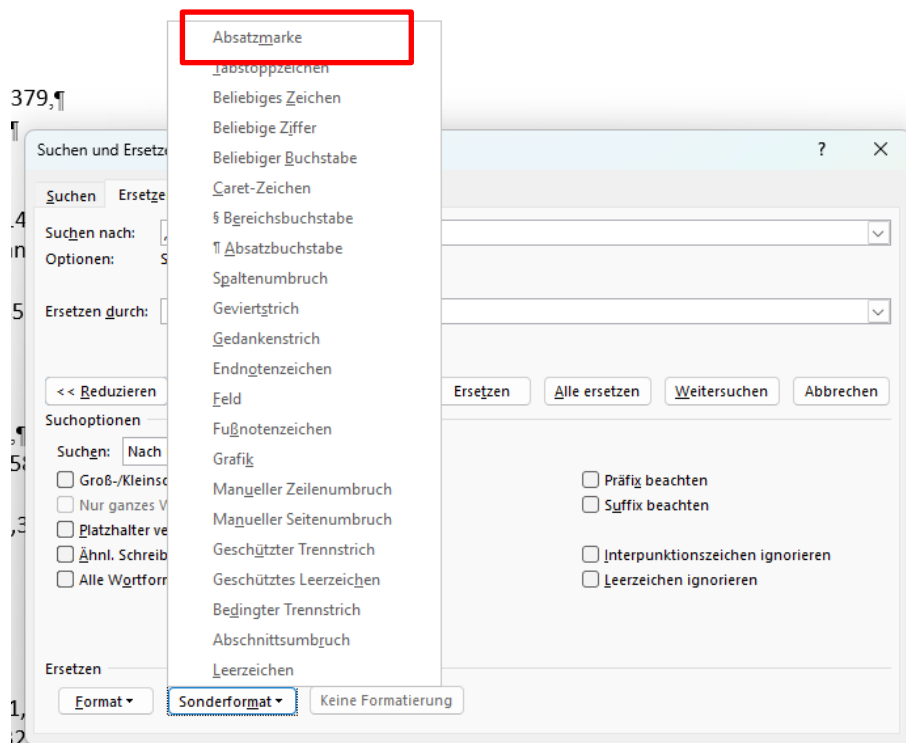 Absatzmarke
Tabstoppzeichen
379,¶
Beliebiges Zeichen
¶
Beliebige Ziffer
Suchen und Ersetze
?
Beliebiger Buchstabe
Suchen
Ersetze
Caret-Zeichen
§ Bereichsbuchstabe
Suchen nach:
¶ Absatzbuchstabe
Optionen: S
Spaltenumbruch
5
Ersetzen durch:
Geviertstrich
Gedankenstrich
Endnotenzeichen
<< Reduzieren
Feld
Ersetzen
Alle ersetzen
Weitersuchen
Abbrechen
Suchoptionen
Fußnotenzeichen
Suchen: Nach
Grafik
Groß-/Kleinsc
Manueller Zeilenumbruch
Präfix beachten
Nur ganzes W
Manueller Seitenumbruch
Suffix beachten
Platzhalter ve
Geschützter Trennstrich
Ähnl. Schreib
Interpunktionszeichen ignorieren
Geschütztes Leerzeichen
Alle Wortforr
Leerzeichen ignorieren
Bedingter Trennstrich
Abschnittsumbruch
Ersetzen
Leerzeichen
Format
Sonderformat
Keine Formatierung